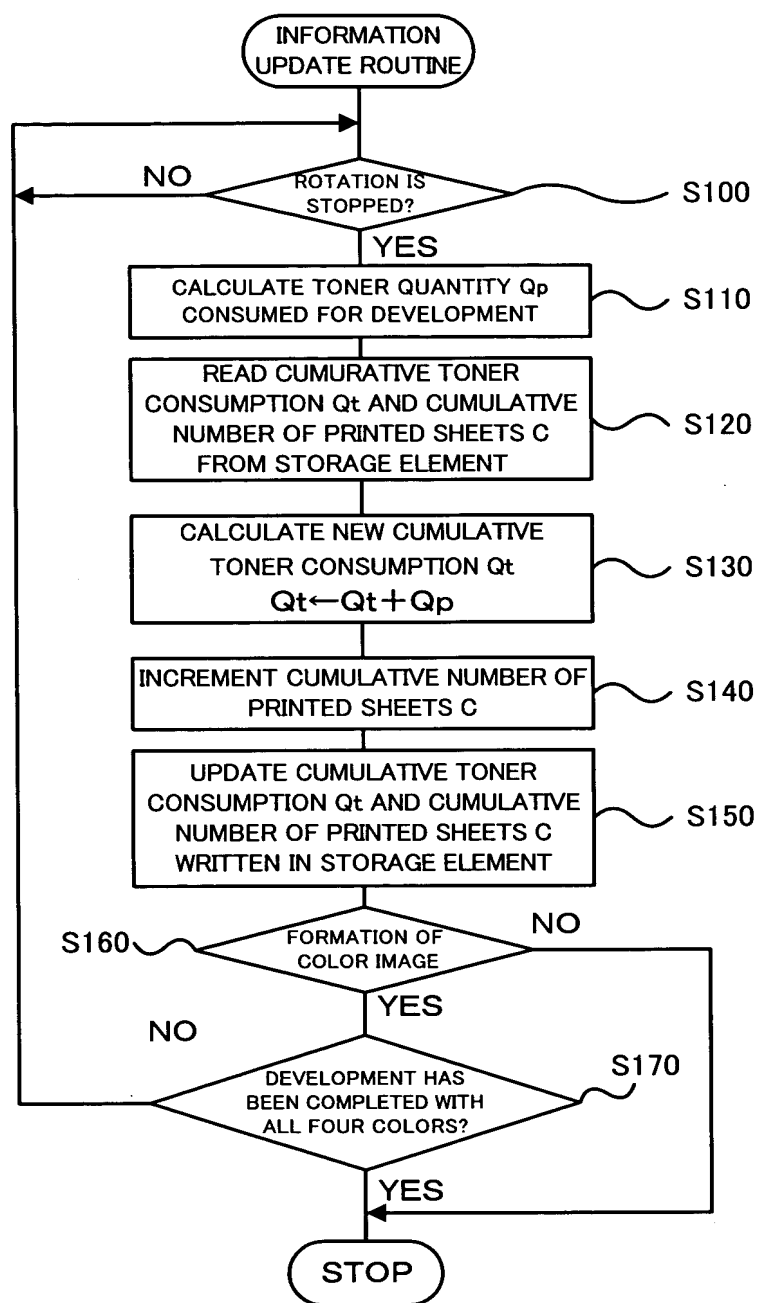 INFORMATION
UPDATE ROUTINE
NO
ROTATION IS
STOPPED?
S100
YES
CALCULATE TONER QUANTITY Qp
CONSUMED FOR DEVELOPMENT
S110
READ CUMURATIVE TONER
CONSUMPTION Qt AND CUMULATIVE
NUMBER OF PRINTED SHEETS C
FROM STORAGE ELEMENT
S120
CALCULATE NEW CUMULATIVE
TONER CONSUMPTION Qt
Qt←Qt+Qp
S130
INCREMENT CUMULATIVE NUMBER OF
PRINTED SHEETS C
S140
UPDATE CUMULATIVE TONER
CONSUMPTION Qt AND CUMULATIVE
NUMBER OF PRINTED SHEETS C
WRITTEN IN STORAGE ELEMENT
S150
S160
FORMATION OF
COLOR IMAGE
NO
YES
NO
DEVELOPMENT HAS
BEEN COMPLETED WITH
ALL FOUR COLORS?
S170
YES
STOP